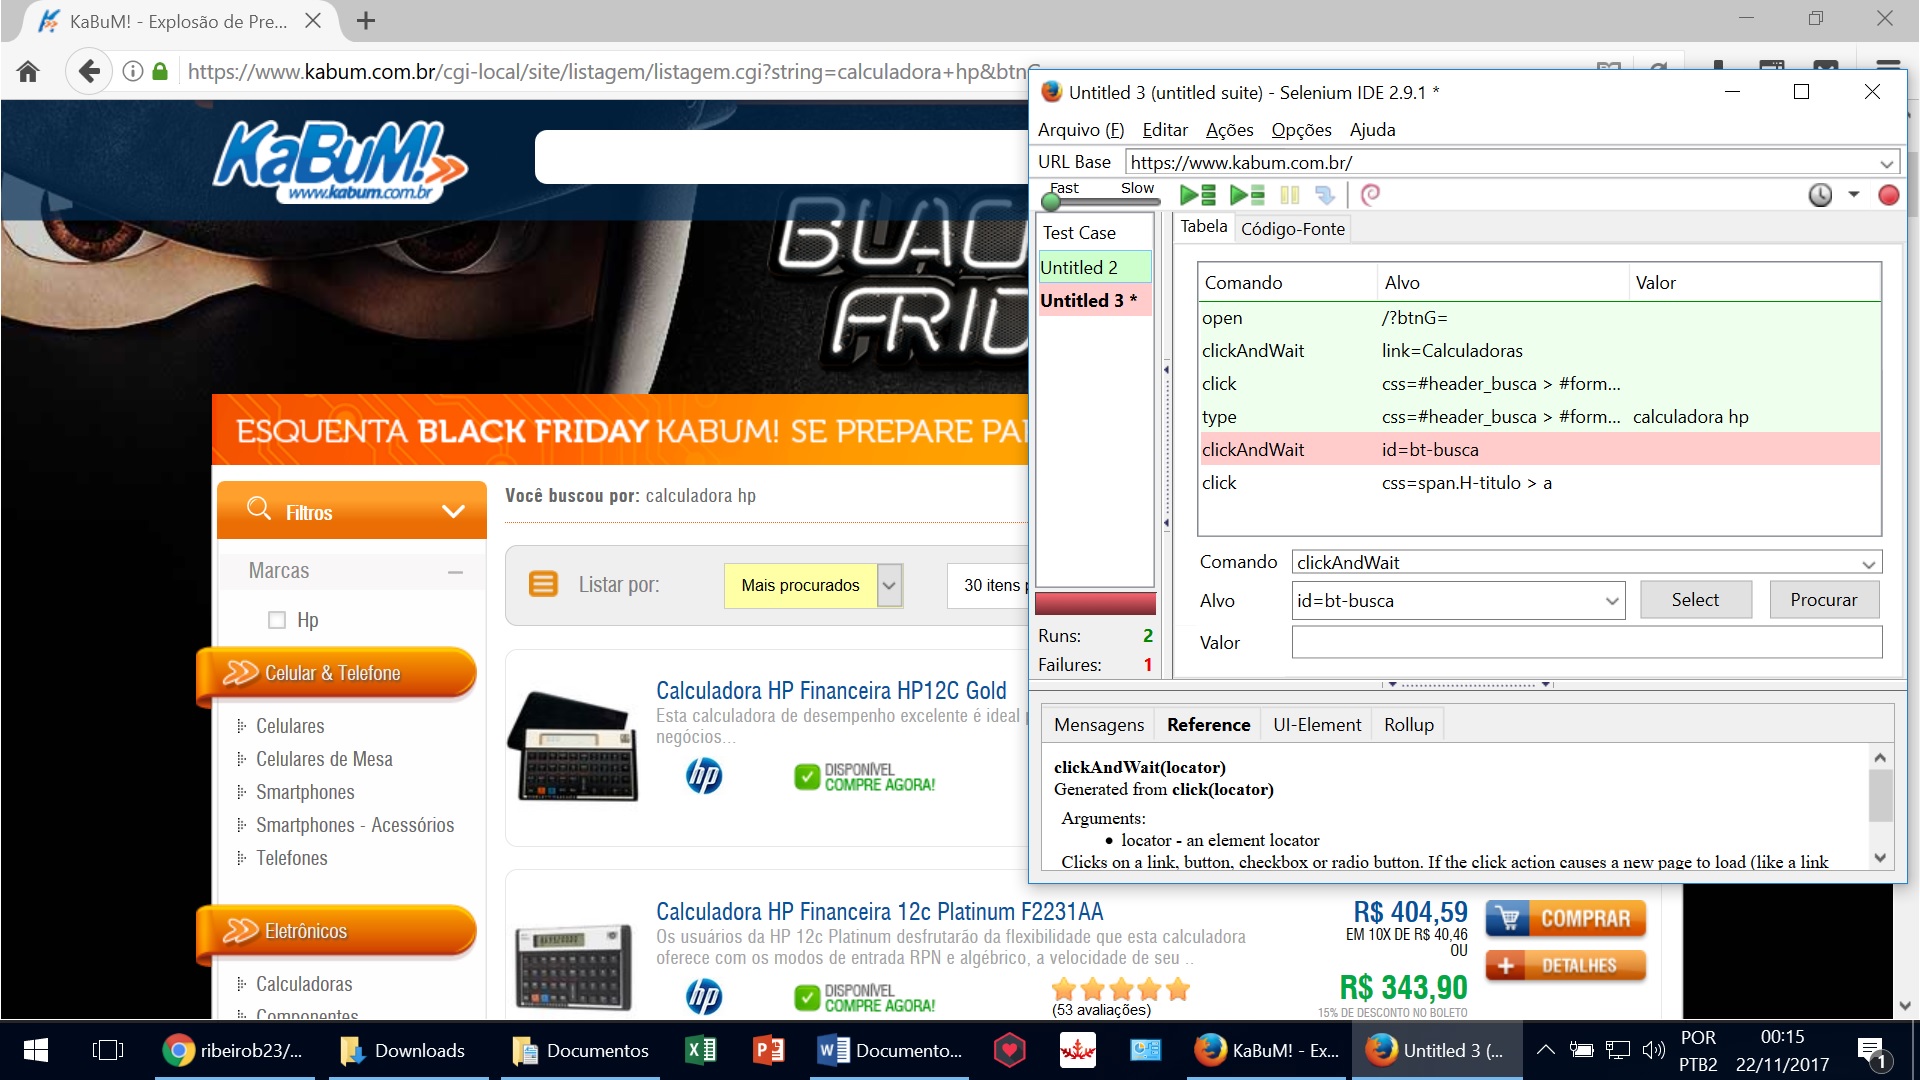 KaBuM! - Explosão de Pre...
https://www.kabum.com.br/cgi-local/site/listagem/listagem.cgi?string=calculadora+hp&btnG
KaBuM!
www.kabum.com.br
BLAC
FRID
ESQUENTA BLACK FRIDAY KABUM! SE PREPARE PA
Filtros
Marcas
Hp
Celular & Telefone
Celulares
Celulares de Mesa
Smartphones
Smartphones - Acessórios
Telefones
Eletrônicos
Calculadoras
Componentes
Você buscou por: calculadora hp
Listar por:
Mais procurados
30 itens
Calculadora HP Financeira HP12C Gold
Esta calculadora de desempenho excelente é ideal
negócios...
hp
DISPONÍVEL
COMPRE AGORA!
Calculadora HP Financeira 12c Platinum F2231AA
Os usuários da HP 12c Platinum desfrutarão da flexibilidade que esta calculadora
oferece com os modos de entrada RPN e algébrico, a velocidade de seu ..
hp
DISPONÍVEL
COMPRE AGORA!
(53 avaliações)
R$ 404,59
EM 10X DE R$ 40,46
OU
R$ 343,90
15% DE DESCONTO NO BOLETO
COMPRAR
DETALHES
Untitled 3 (untitled suite) - Selenium IDE 2.9.1 *
Arquivo (F) Editar Ações Opções Ajuda
URL Base https://www.kabum.com.br/
Fast Slow
Test Case
Untitled 2
Untitled 3 *
Runs: 2
Failures: 1
Tabela Código-Fonte
Comando Alvo Valor
open /?btnG=
clickAndWait link=Calculadoras
click css=#header_busca > #form...
type css=#header_busca > #form... calculadora hp
clickAndWait id=bt-busca
click css=span.H-titulo > a
Comando clickAndWait
Alvo id=bt-busca Select Procurar
Valor
Mensagens Reference UI-Element Rollup
clickAndWait(locator)
Generated from click(locator)
Arguments:
• locator - an element locator
Clicks on a link, button, checkbox or radio button. If the click action causes a new page to load (like a link
ribeirob23/...
Downloads
Documentos
Documento...
KaBuM! - Ex...
Untitled 3 (...
POR
PTB2
00:15
22/11/2017
1